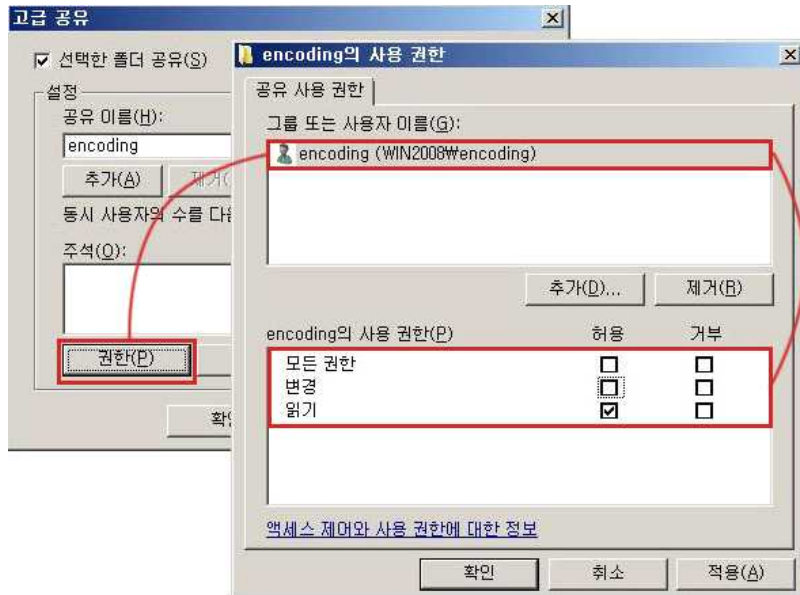 고급 공유
선택한 폴더 공유(S)
설정
공유 이름(H):
encoding
추가(A)
동시 사용자의 수를
주석(O):
권한(P)
encoding의 사용 권한
공유 사용 권한
그룹 또는 사용자 이름(G):
encoding (WIN2008₩encoding)
추가(D)... 제거(R)
encoding의 사용 권한(P) 허용 거부
모든 권한
변경
읽기
액세스 제어와 사용 권한에 대한 정보
확인 취소 적용(A)